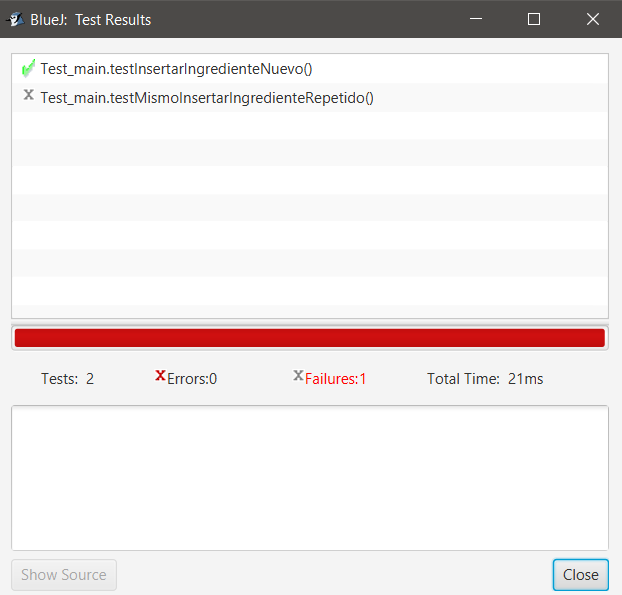 BlueJ: Test Results
Test_main.testInsertarIngredienteNuevo()
x Test_main.testMismoInsertarIngredienteRepetido()
Tests: 2 x Errors:0 x Failures:1 Total Time: 21ms
Show Source Close